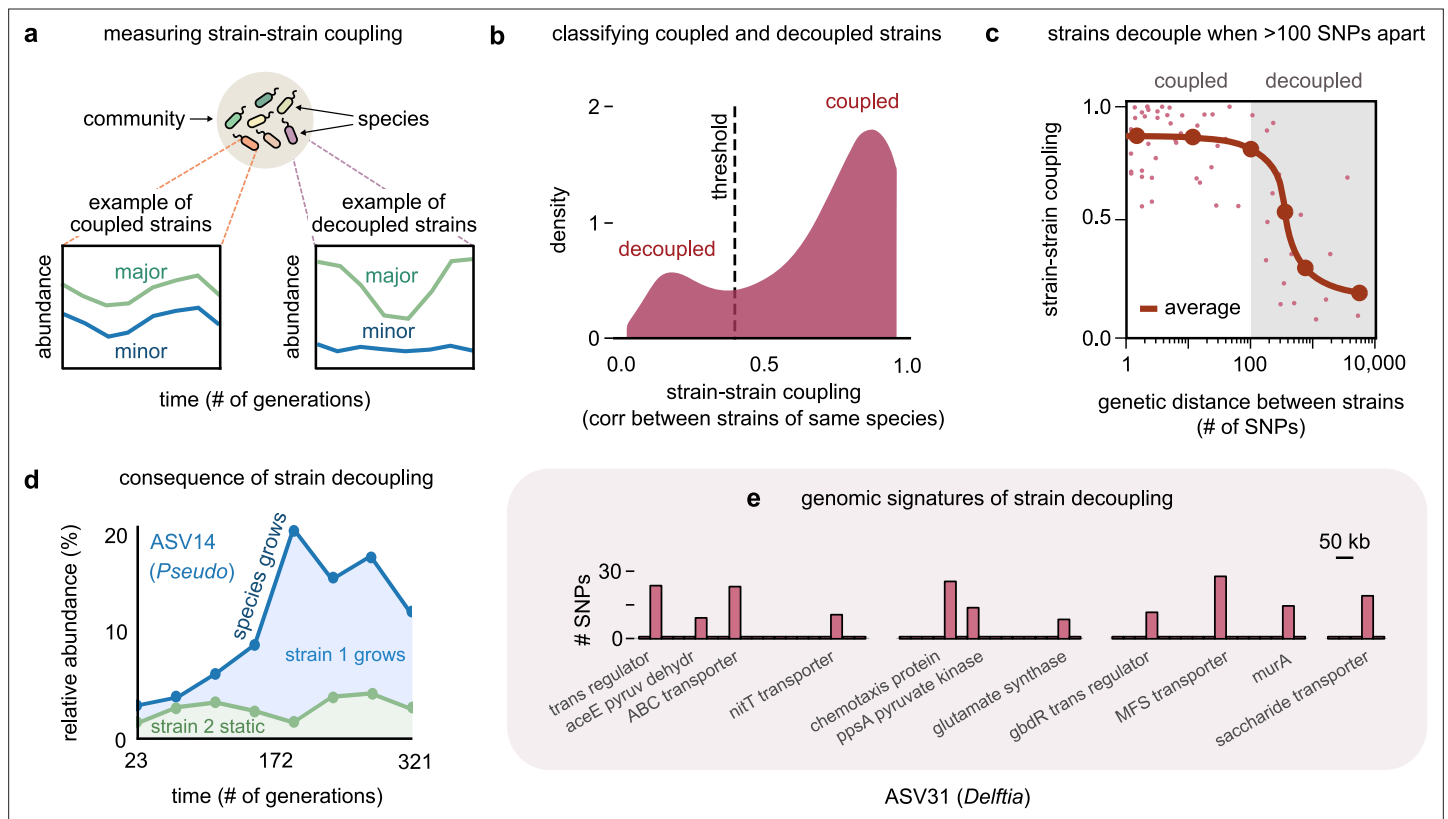 a
measuring strain-strain coupling
community
species
example of
coupled strains
example of
decoupled strains
abundance
major
minor
abundance
major
minor
time (# of generations)
b
classifying coupled and decoupled strains
density
2
1
0
decoupled
threshold
coupled
0.0
0.5
1.0
strain-strain coupling
(corr between strains of same species)
c
strains decouple when >100 SNPs apart
coupled
decoupled
strain-strain coupling
1.0
0.5
0.0
average
1
100
10,000
genetic distance between strains
(# of SNPs)
d
consequence of strain decoupling
relative abundance (%)
20
10
0
ASV14
(Pseudo)
species grows
strain 1 grows
strain 2 static
23
172
321
time (# of generations)
e
genomic signatures of strain decoupling
50 kb
# SNPs
30
0
trans regulator
aceE pyruv dehydr
ABC transporter
nitT transporter
chemotaxis protein
ppsA pyruvate kinase
glutamate synthase
gbdR trans regulator
MFS transporter
murA
saccharide transporter
ASV31 (Delftia)